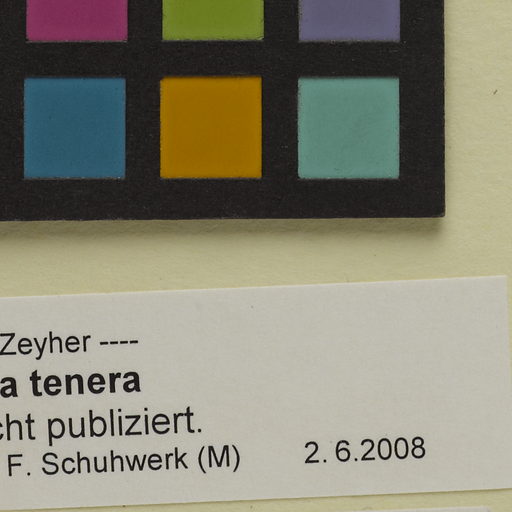 Zeyher ----
a tenera
cht publiziert.
F. Schuhwerk (M) 2. 6.2008